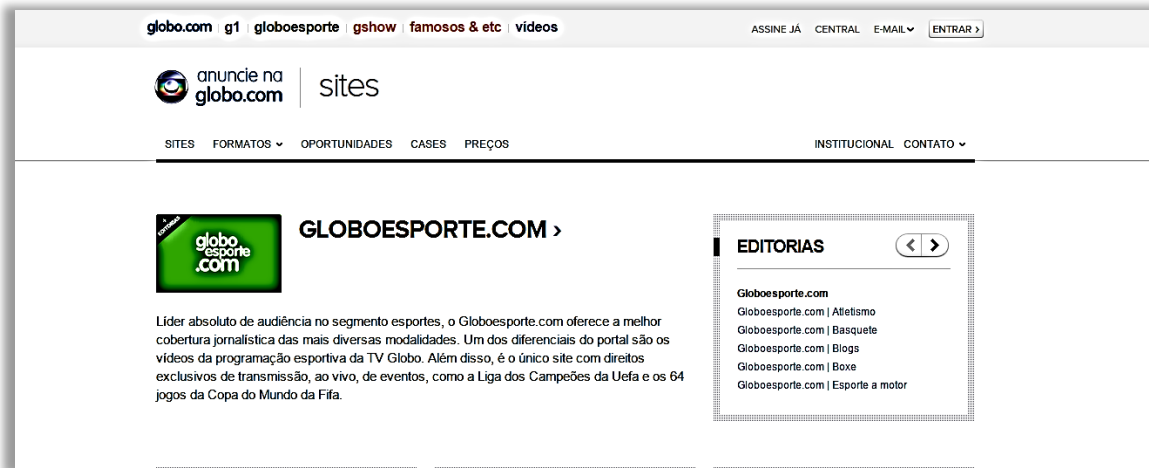 globo.com g1 globoesporte gshow famosos & etc vídeos
ASSINE JÁ CENTRAL E-MAIL ENTRAR ›
anuncie na
globo.com
sites
SITES FORMATOS OPORTUNIDADES CASES PREÇOS
INSTITUCIONAL CONTATO
+ EDITORIAS
globo
esporte
.com
GLOBOESPORTE.COM ›
Líder absoluto de audiência no segmento esportes, o Globoesporte.com oferece a melhor
cobertura jornalística das mais diversas modalidades. Um dos diferenciais do portal são os
vídeos da programação esportiva da TV Globo. Além disso, é o único site com direitos
exclusivos de transmissão, ao vivo, de eventos, como a Liga dos Campeões da Uefa e os 64
jogos da Copa do Mundo da Fifa.
EDITORIAS
Globoesporte.com
Globoesporte.com | Atletismo
Globoesporte.com | Basquete
Globoesporte.com | Blogs
Globoesporte.com | Boxe
Globoesporte.com | Esporte a motor